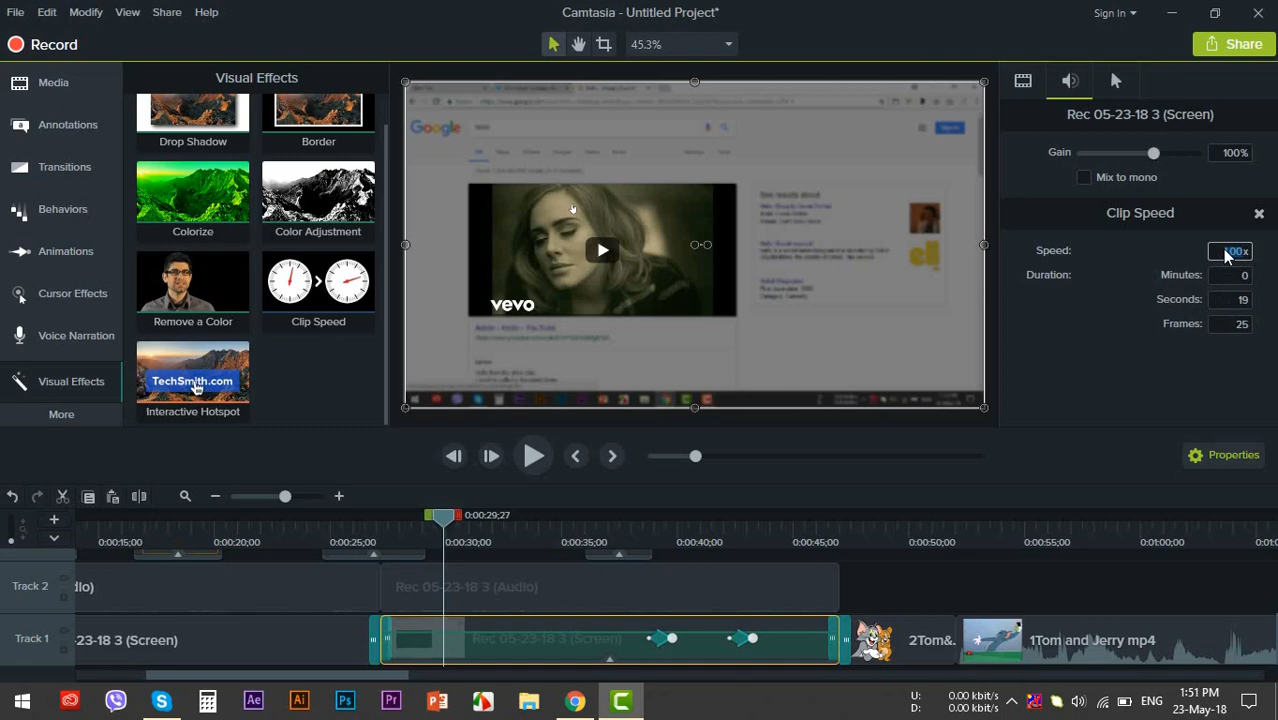 File Edit Modify View Share Help
Camtasia - Untitled Project*
Sign In
Record
45.3%
Share
Media
Annotations
Transitions
Behaviors
Animations
Cursor Effects
Voice Narration
Visual Effects
More
Visual Effects
Drop Shadow
Border
Colorize
Color Adjustment
Remove a Color
Clip Speed
TechSmith.com
Interactive Hotspot
Google
vevo
Rec 05-23-18 3 (Screen)
Gain
100%
Mix to mono
Clip Speed
Speed:
Duration:
Minutes: 0
Seconds: 19
Frames: 25
Properties
0:00:29;27
0:00:15;00 0:00:20;00 0:00:25;00 0:00:30;00 0:00:35;00 0:00:40;00 0:00:45;00 0:00:50;00 0:00:55;00 0:01:00;00
Track 2
Rec 05-23-18 3 (Audio)
Track 1
-23-18 3 (Screen)
Rec 05-23-18 3 (Screen)
2Tom&
1Tom and Jerry mp4
Ae Ai Ps Pr
U: 0.00 kbit/s
D: 0.00 kbit/s
ENG
1:51 PM
23-May-18